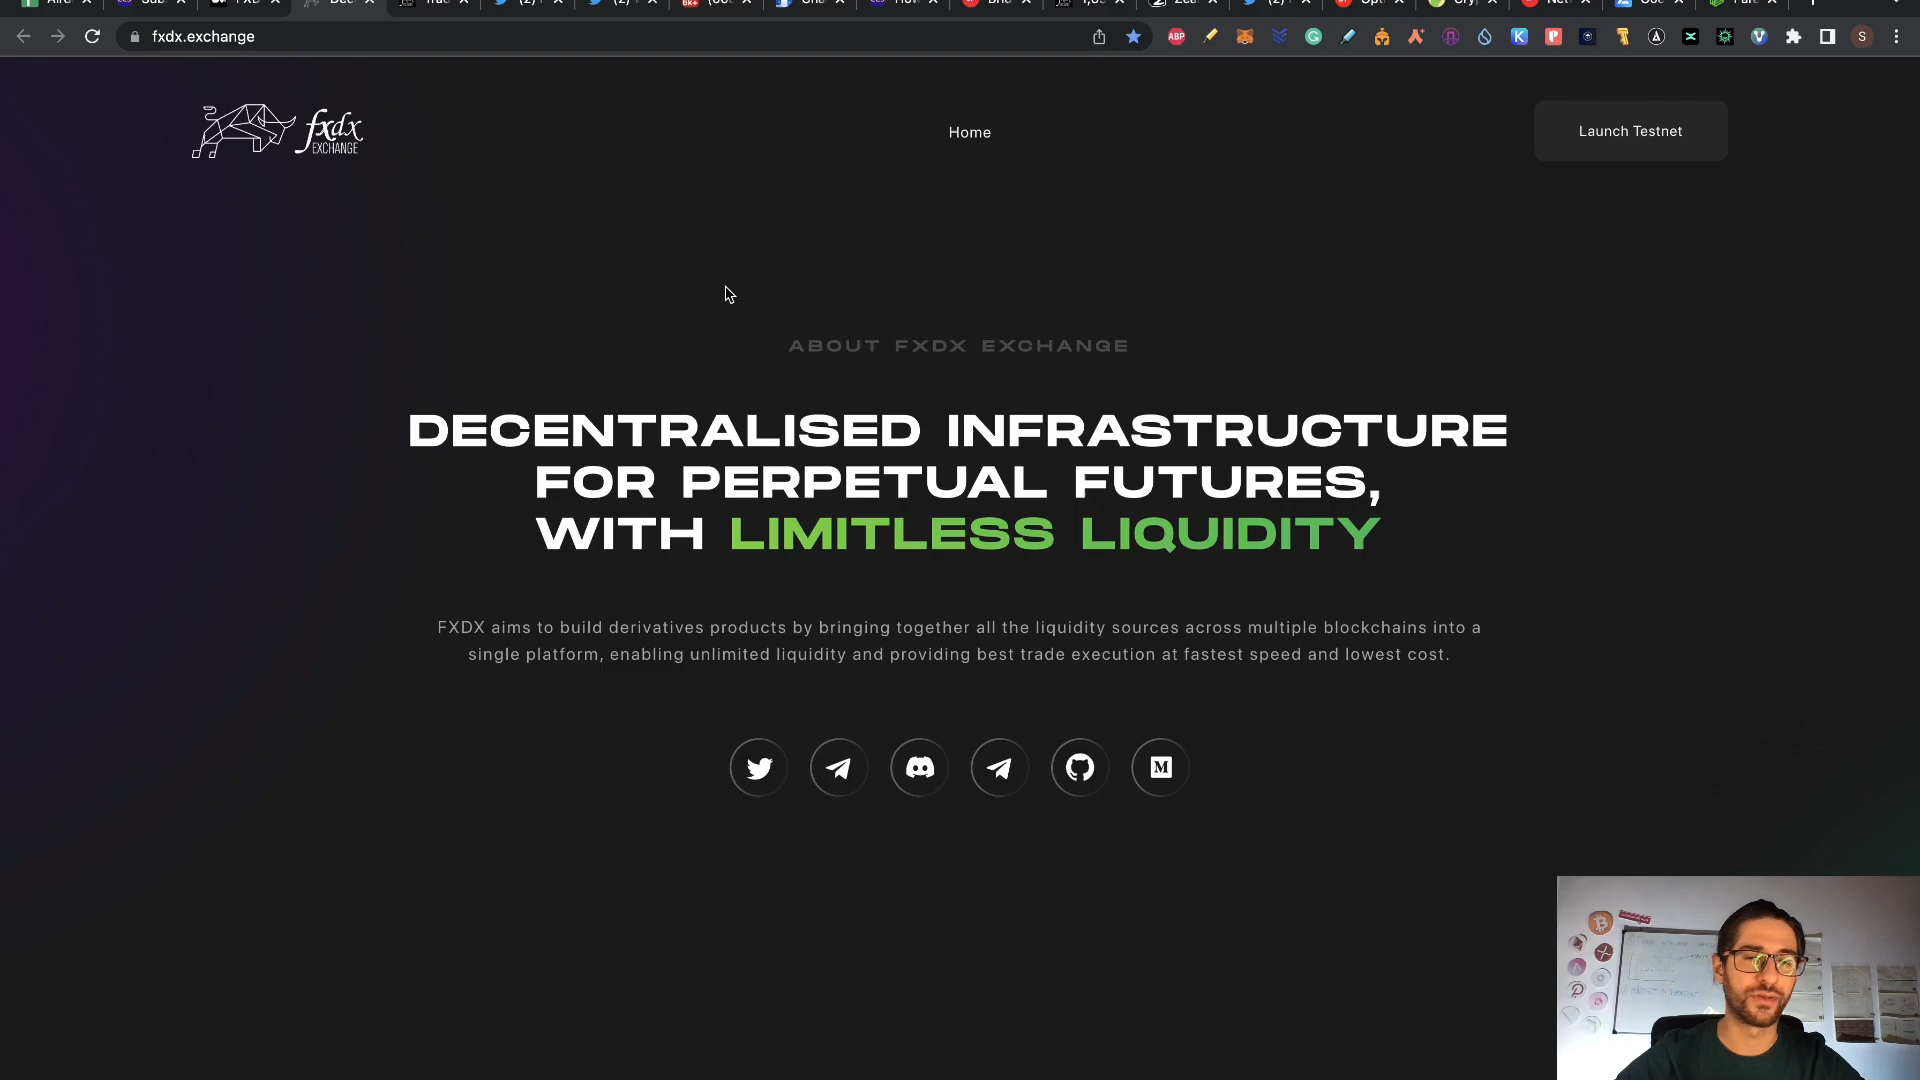 fxdx.exchange
ABP
fxdx
EXCHANGE
Home
Launch Testnet
ABOUT FXDX EXCHANGE
DECENTRALISED INFRASTRUCTURE
FOR PERPETUAL FUTURES,
WITH LIMITLESS LIQUIDITY
FXDX aims to build derivatives products by bringing together all the liquidity sources across multiple blockchains into a
single platform, enabling unlimited liquidity and providing best trade execution at fastest speed and lowest cost.